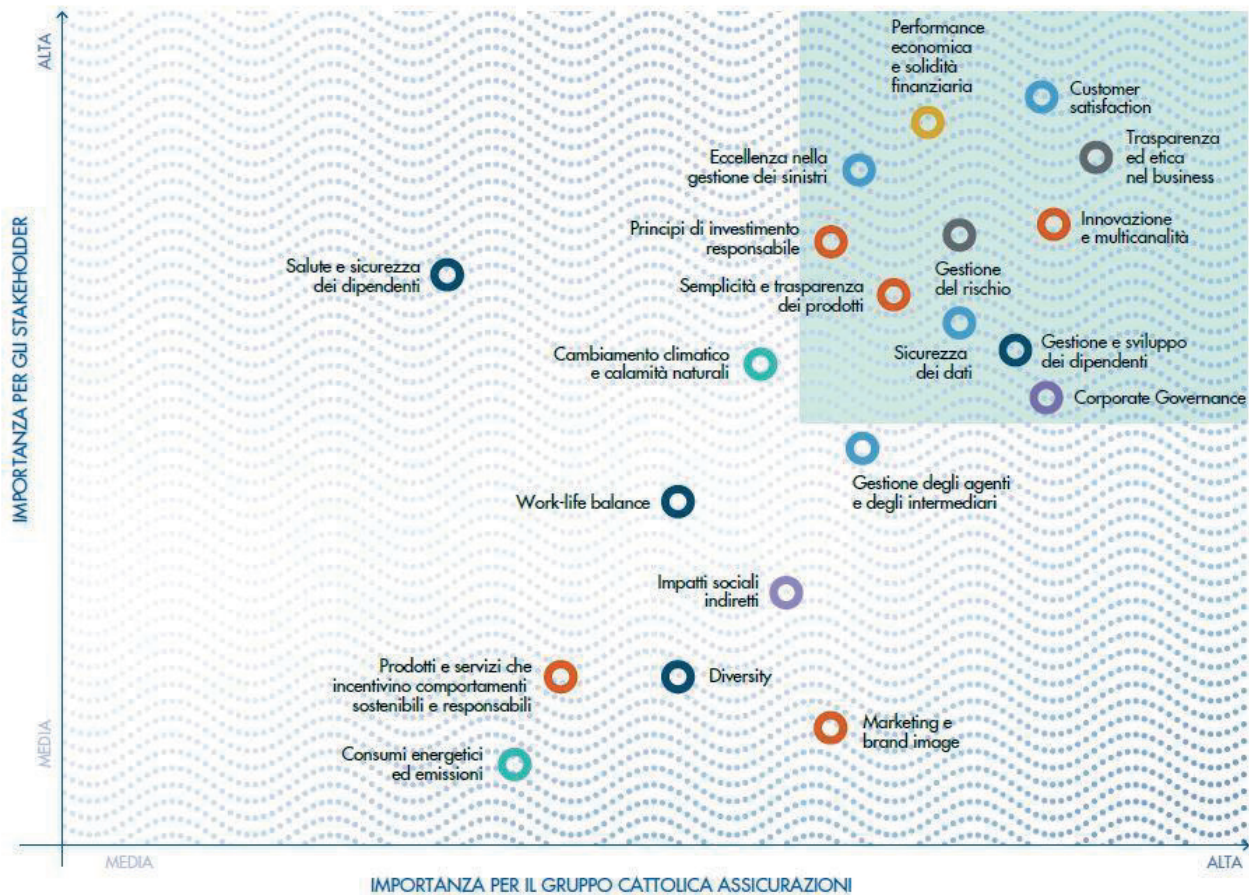 ALTA
IMPORTANZA PER GLI STAKEHOLDER
MEDIA
Performance
economica
e solidità
finanziaria
Customer
satisfaction
Trasparenza
ed etica
nel business
Eccellenza nella
gestione dei sinistri
Principi di investimento
responsabile
Innovazione
e multicanalità
Salute e sicurezza
dei dipendenti
Gestione
del rischio
Semplicità e trasparenza
dei prodotti
Cambiamento climatico
e calamità naturali
Sicurezza
dei dati
Gestione e sviluppo
dei dipendenti
Corporate Governance
Gestione degli agenti
e degli intermediari
Work-life balance
Impatti sociali
indiretti
Prodotti e servizi che
incentivino comportamenti
sostenibili e responsabili
Diversity
Marketing e
brand image
Consumi energetici
ed emissioni
MEDIA
ALTA
IMPORTANZA PER IL GRUPPO CATTOLICA ASSICURAZIONI